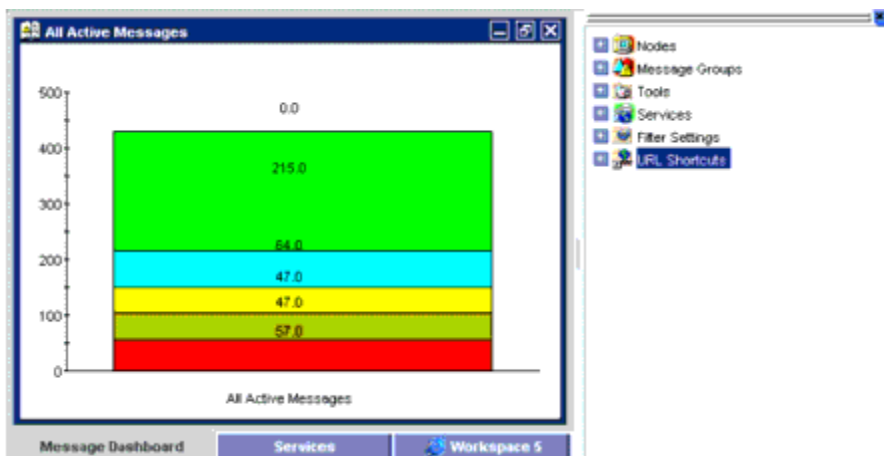 All Active Messages
500
400
300
200
100
0
0.0
215.0
64.0
47.0
47.0
57.0
All Active Messages
Message Dashboard
Services
Workspace 5
Nodes
Message Groups
Tools
Services
Filter Settings
URL Shortcuts